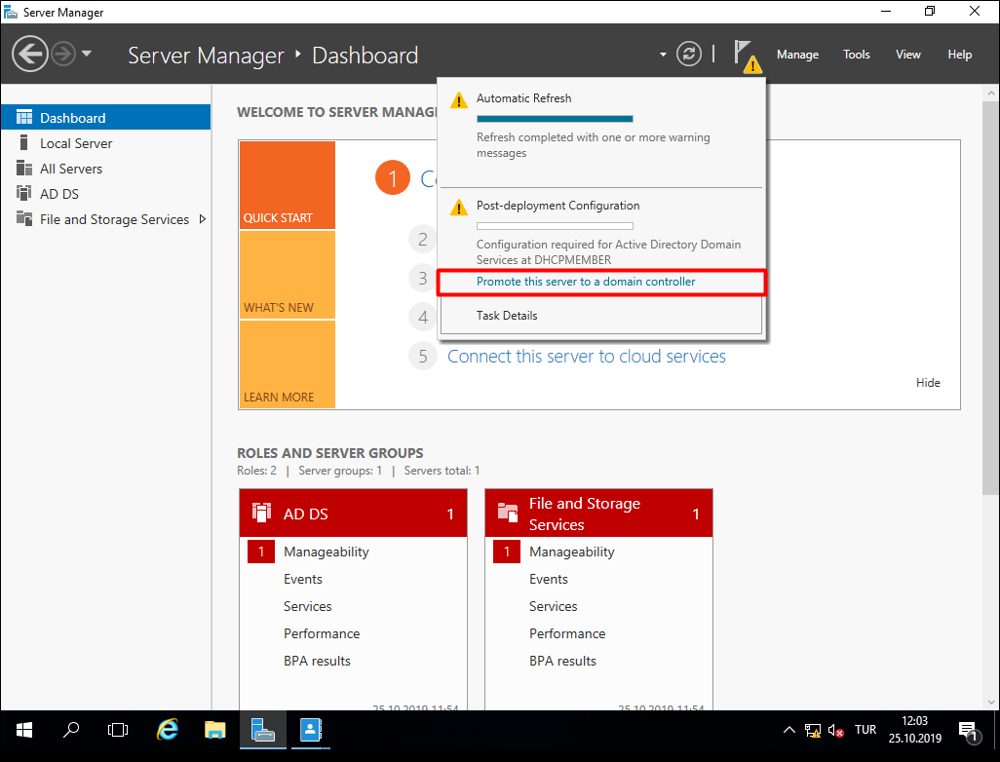 Server Manager
Server Manager ‣ Dashboard
Manage Tools View Help
Dashboard
Local Server
All Servers
AD DS
File and Storage Services
WELCOME TO SERVER
QUICK START
WHAT'S NEW
LEARN MORE
1
2
3
4
5 Connect this server to cloud services
Hide
Automatic Refresh
Refresh completed with one or more warning
messages
Post-deployment Configuration
Configuration required for Active Directory Domain
Services at DHCPMEMBER
Promote this server to a domain controller
Task Details
ROLES AND SERVER GROUPS
Roles: 2 | Server groups: 1 | Servers total: 1
AD DS 1
1 Manageability
Events
Services
Performance
BPA results
25.10.2019 11:54
File and Storage
Services 1
1 Manageability
Events
Services
Performance
BPA results
25.10.2019 11:54
TUR
12:03
25.10.2019
1